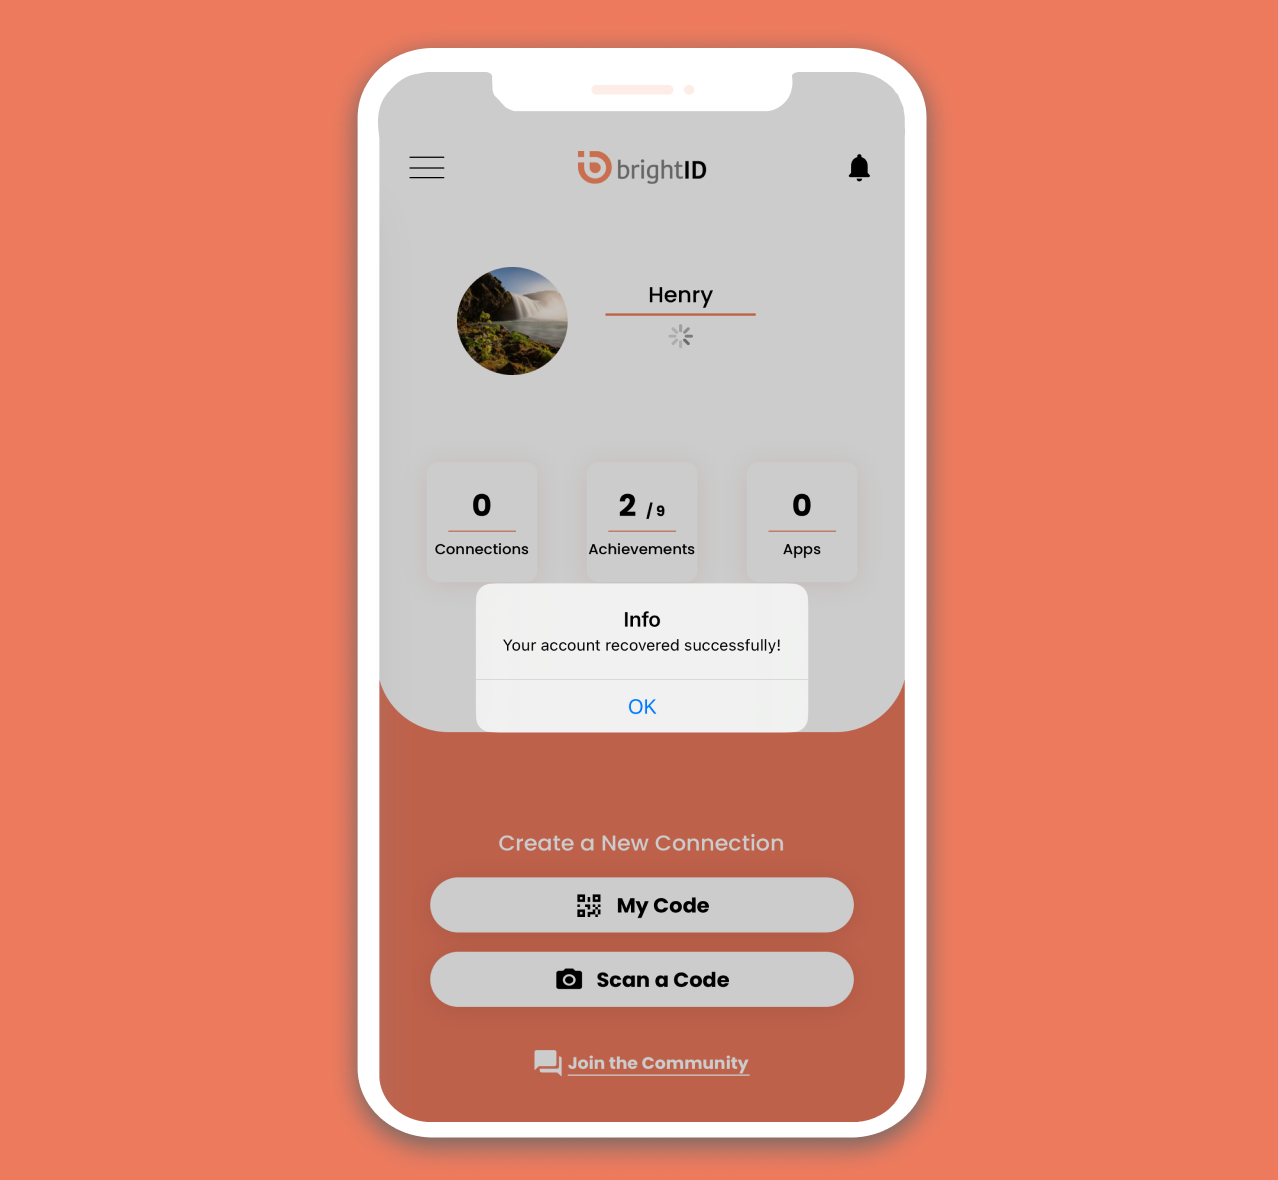 brightID
Henry
0
Connections
2 / 9
Achievements
0
Apps
Info
Your account recovered successfully!
OK
Create a New Connection
My Code
Scan a Code
Join the Community